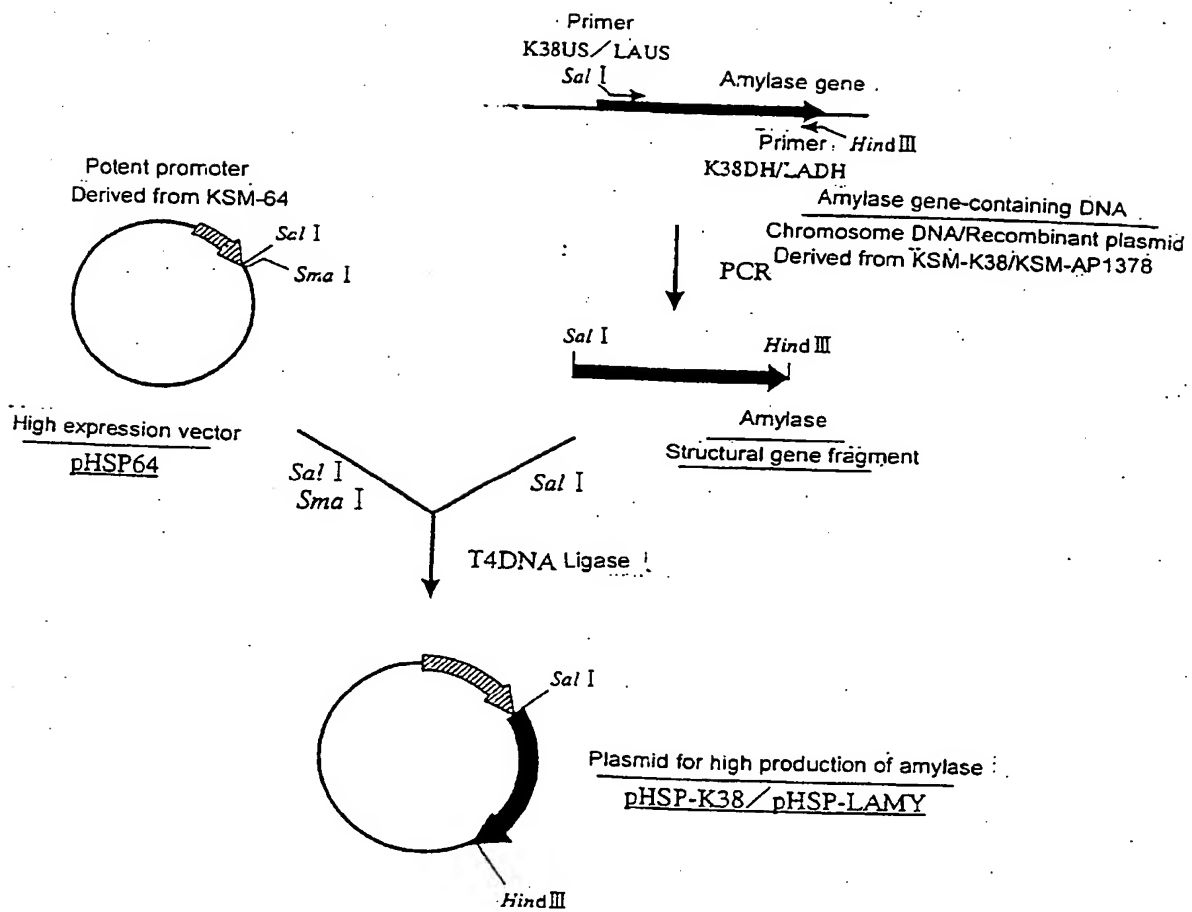 Primer
K38US/LAUS
Sal I
Amylase gene
Hind III
Primer
K38DH/LADH
Potent promoter
Derived from KSM-64
Sal I
Sma I
Amylase gene-containing DNA
Chromosome DNA/Recombinant plasmid
Derived from KSM-K38/KSM-AP1378
PCR
Sal I
Hind III
High expression vector
pHSP64
Amylase
Structural gene fragment
Sal I
Sma I
Sal I
T4DNA Ligase
Sal I
Plasmid for high production of amylase
pHSP-K38/pHSP-LAMY
Hind III